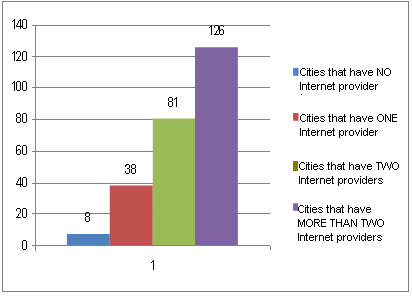 140
120
100
80
60
40
20
0
8
38
81
126
1
Cities that have NO
Internet provider
Cities that have ONE
Internet provider
Cities that have TWO
Internet providers
Cities that have
MORE THAN TWO
Internet providers